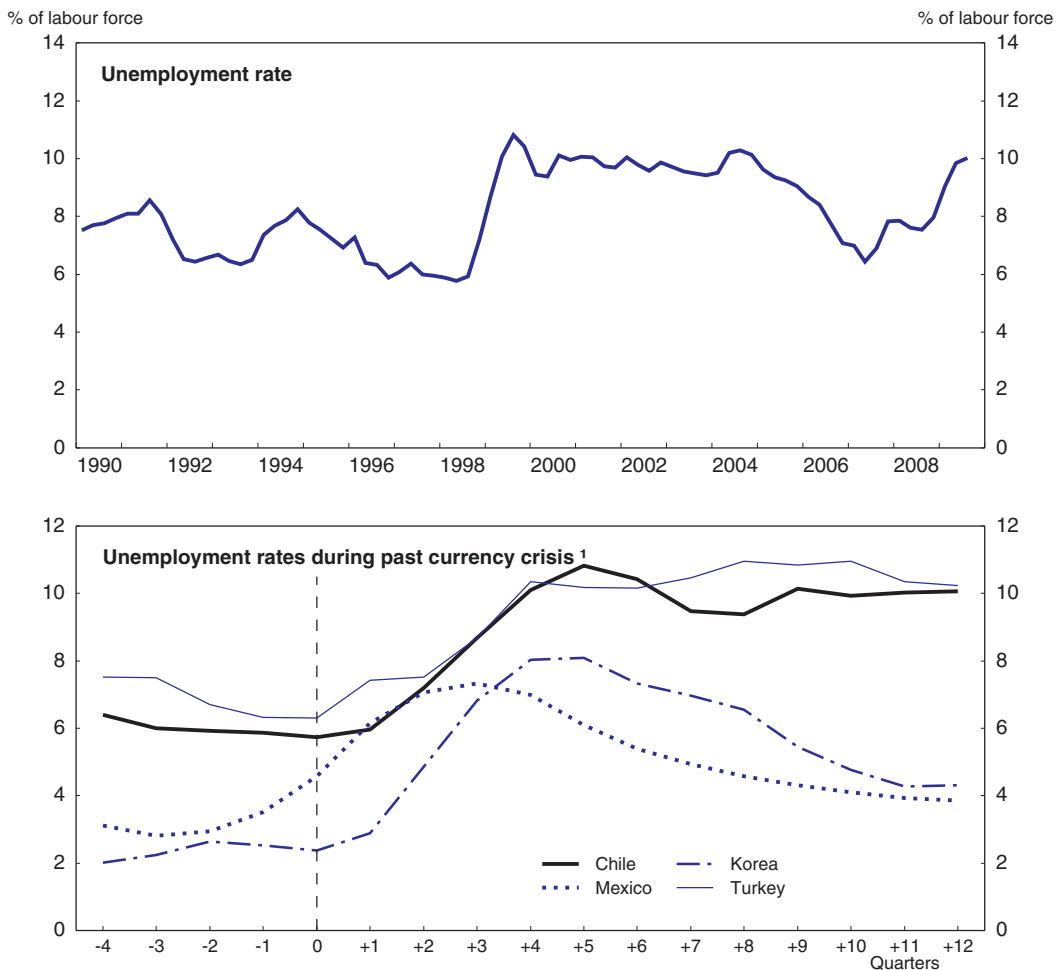 % of labour force % of labour force
14 14
Unemployment rate
12 12
10 10
8 8
6 6
4 4
2 2
0 0
1990 1992 1994 1996 1998 2000 2002 2004 2006 2008
12 12
Unemployment rates during past currency crisis 1
10 10
8 8
6 6
4 4
2 2
Chile Korea
Mexico Turkey
0 0
-4 -3 -2 -1 0 +1 +2 +3 +4 +5 +6 +7 +8 +9 +10 +11 +12
Quarters